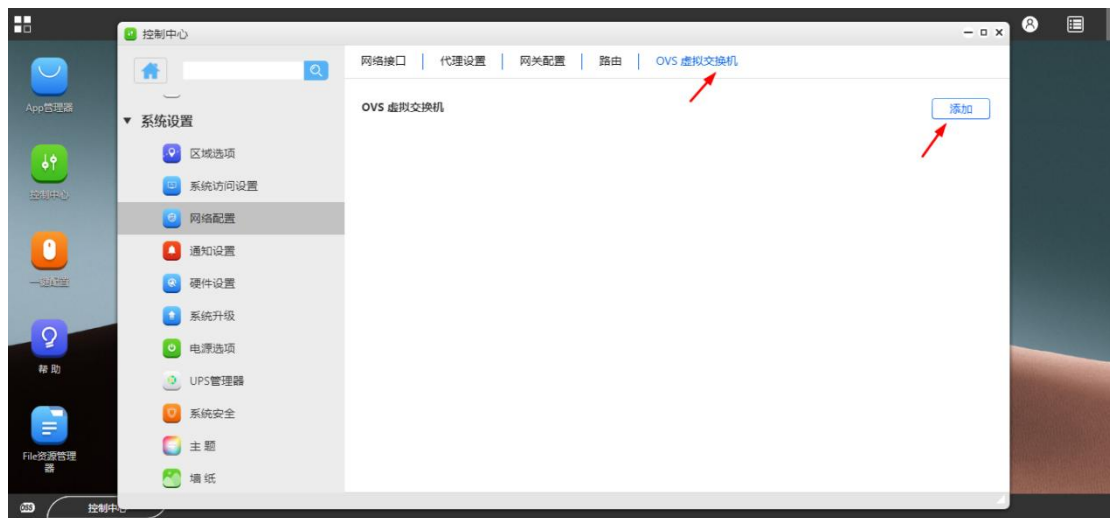 控制中心
网络接口
代理设置
网关配置
路由
OVS 虚拟交换机
OVS 虚拟交换机
添加
系统设置
区域选项
系统访问设置
网络配置
通知设置
硬件设置
系统升级
电源选项
UPS管理器
系统安全
主题
墙纸
App管理器
控制中心
一键配置
帮助
File资源管理
器
控制中心